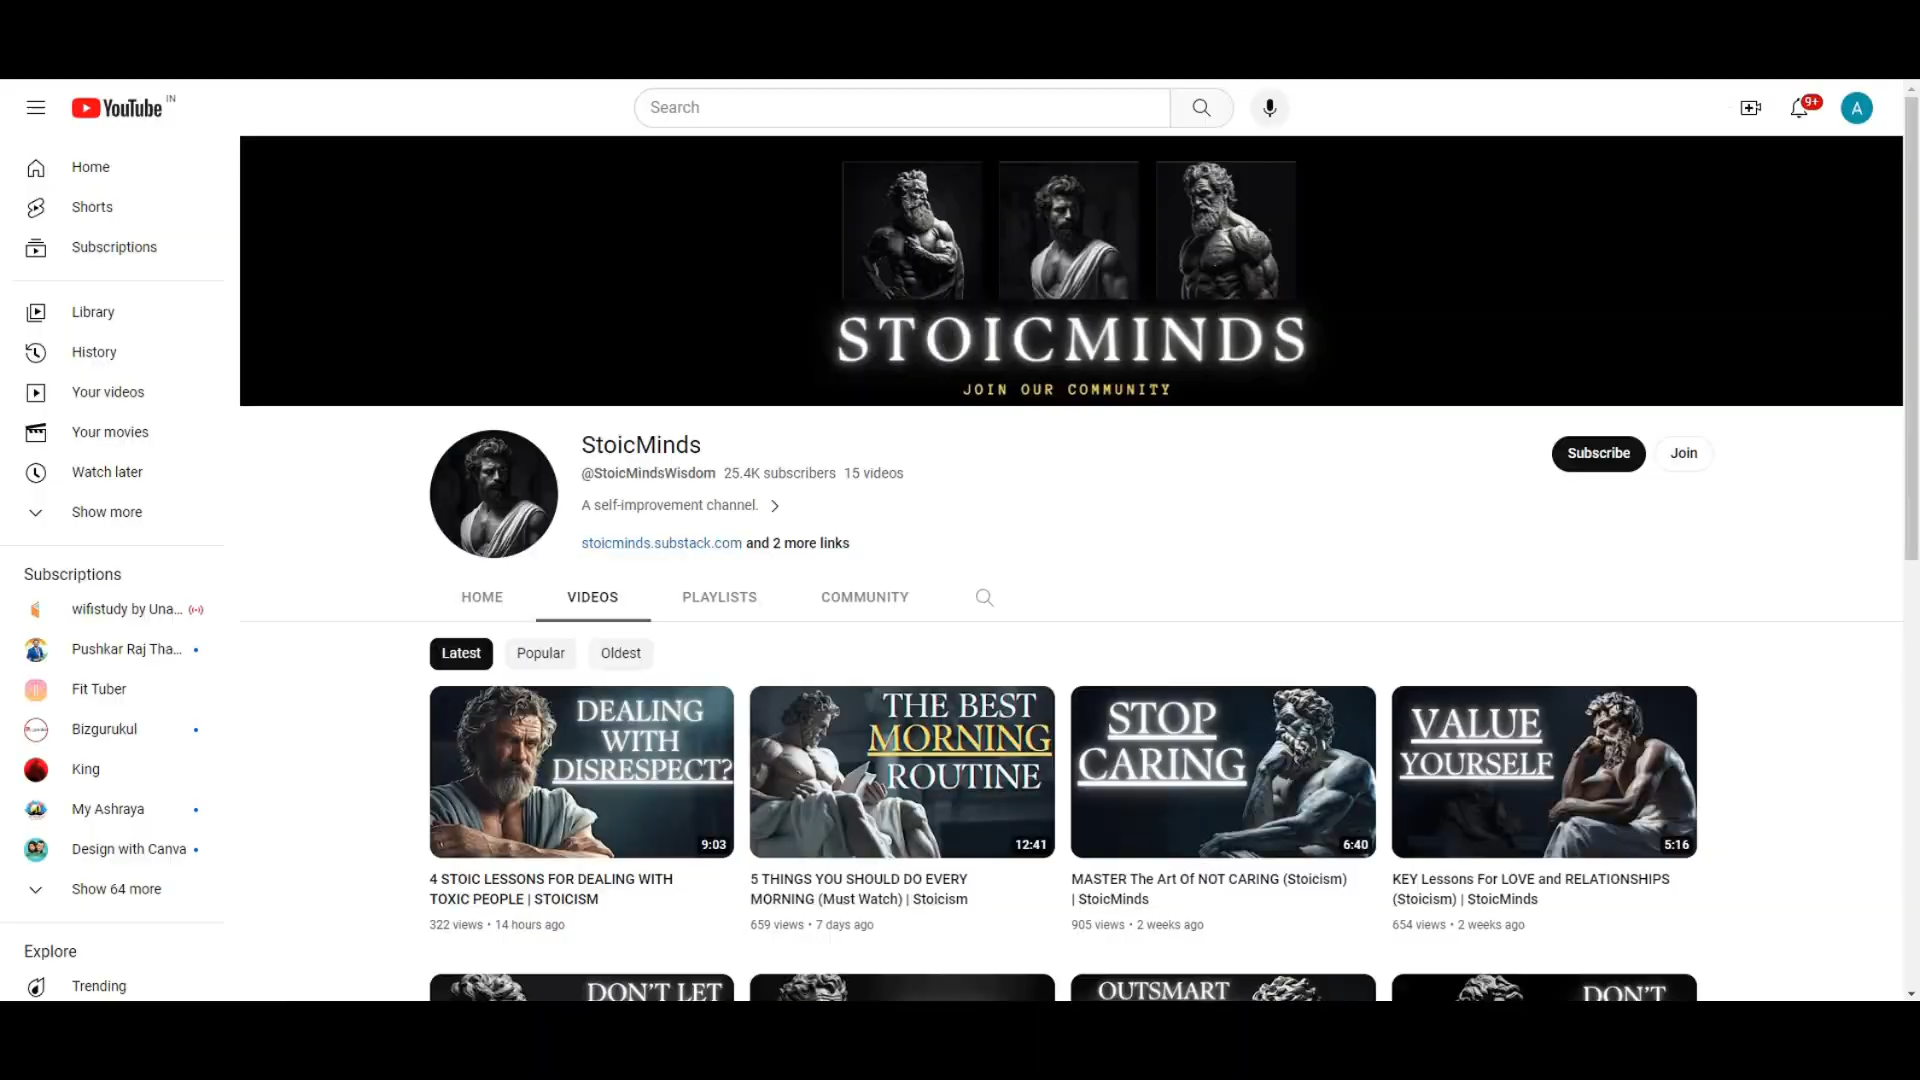 YouTube IN
Search
9+
A
Home
Shorts
Subscriptions
Library
History
Your videos
Your movies
Watch later
Show more
Subscriptions
wifistudy by Una...
Pushkar Raj Tha...
Fit Tuber
Bizgurukul
King
My Ashraya
Design with Canva
Show 64 more
Explore
Trending
STOICMINDS
JOIN OUR COMMUNITY
StoicMinds
@StoicMindsWisdom 25.4K subscribers 15 videos
A self-improvement channel.
stoicminds.substack.com and 2 more links
Subscribe
Join
HOME
VIDEOS
PLAYLISTS
COMMUNITY
Latest
Popular
Oldest
DEALING
WITH
DISRESPECT?
9:03
4 STOIC LESSONS FOR DEALING WITH
TOXIC PEOPLE | STOICISM
322 views • 14 hours ago
THE BEST
MORNING
ROUTINE
12:41
5 THINGS YOU SHOULD DO EVERY
MORNING (Must Watch) | Stoicism
659 views • 7 days ago
STOP
CARING
6:40
MASTER The Art Of NOT CARING (Stoicism)
| StoicMinds
905 views • 2 weeks ago
VALUE
YOURSELF
5:16
KEY Lessons For LOVE and RELATIONSHIPS
(Stoicism) | StoicMinds
654 views • 2 weeks ago
DON'T LET
OUTSMART
DON'T